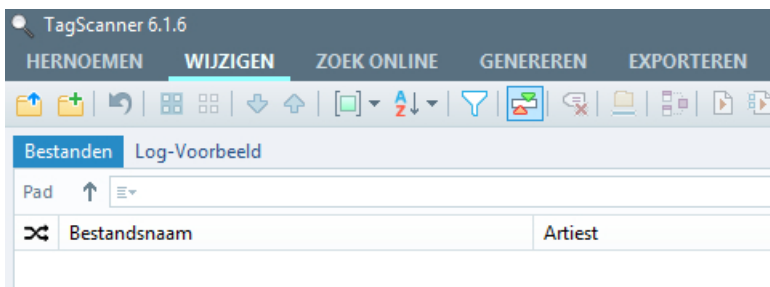 TagScanner 6.1.6
HERNOEMEN WIJZIGEN ZOEK ONLINE GENEREREN EXPORTEREN
Bestanden Log-Voorbeeld
Pad
Bestandsnaam Artiest